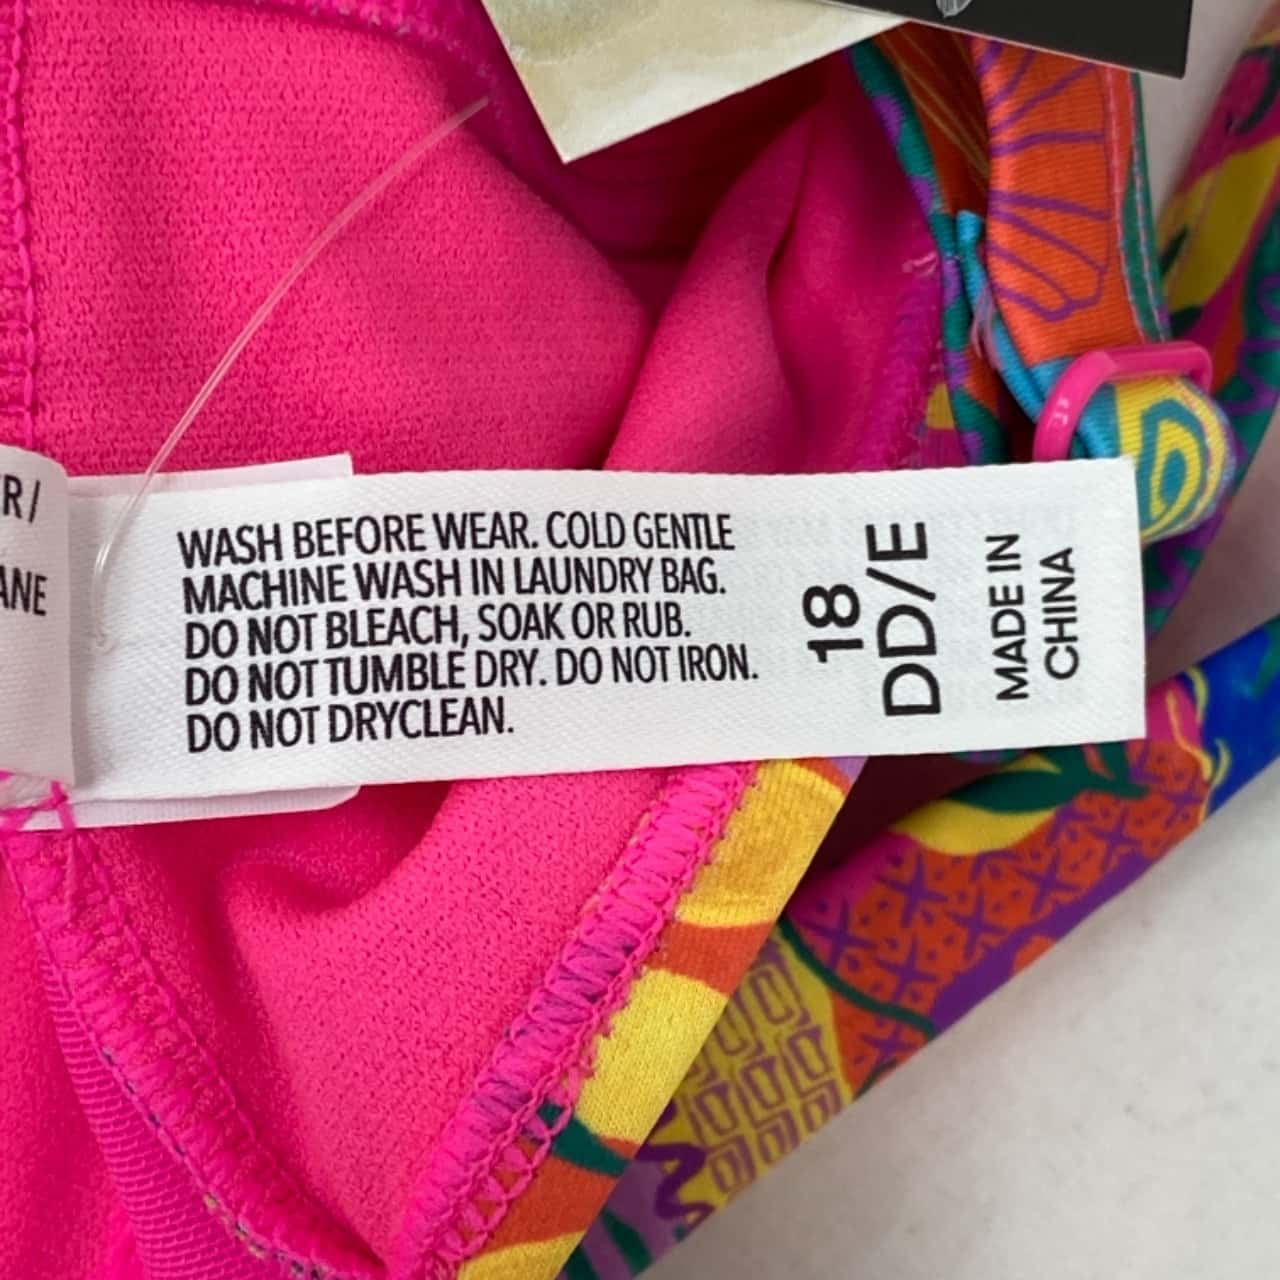 R/
ANE
WASH BEFORE WEAR. COLD GENTLE
MACHINE WASH IN LAUNDRY BAG.
DO NOT BLEACH, SOAK OR RUB.
DO NOT TUMBLE DRY. DO NOT IRON.
DO NOT DRYCLEAN.
18
DD/E
MADE IN
CHINA